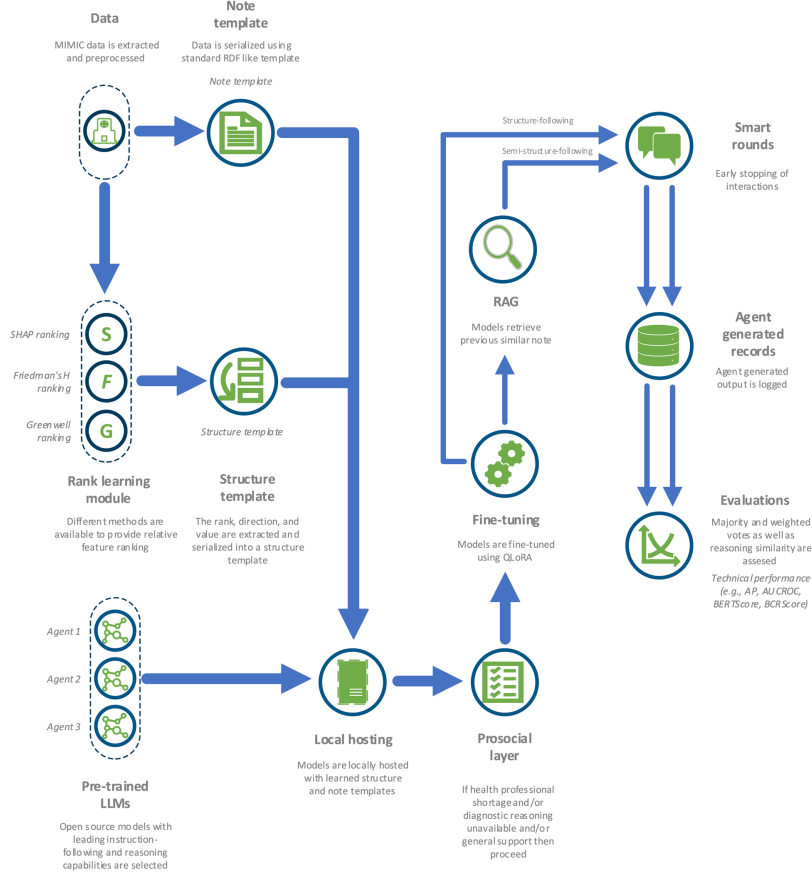 Data
MIMIC data is extracted
and preprocessed
Note
template
Data is serialized using
standard RDF like template
Note template
Structure-following
Semi-structure-following
Smart
rounds
Early stopping of
interactions
RAG
Models retrieve
previous similar note
SHAP ranking
S
Friedman's H
ranking
F
Greenwell
ranking
G
Rank learning
module
Different methods are
available to provide relative
feature ranking
Structure template
Structure
template
The rank, direction, and
value are extracted and
serialized into a structure
template
Agent
generated
records
Agent generated
output is logged
Fine-tuning
Models are fine-tuned
using QLoRA
Evaluations
Majority and weighted
votes as well as
reasoning similarity are
assesed
Technical performance
(e.g., AP, AUCROC,
BERTScore, BCRScore)
Agent 1
Agent 2
Agent 3
Pre-trained
LLMs
Open source models with
leading instruction-
following and reasoning
capabilities are selected
Local hosting
Models are locally hosted
with learned structure
and note templates
Prosocial
layer
If health professional
shortage and/or
diagnostic reasoning
unavailable and/or
general support then
proceed